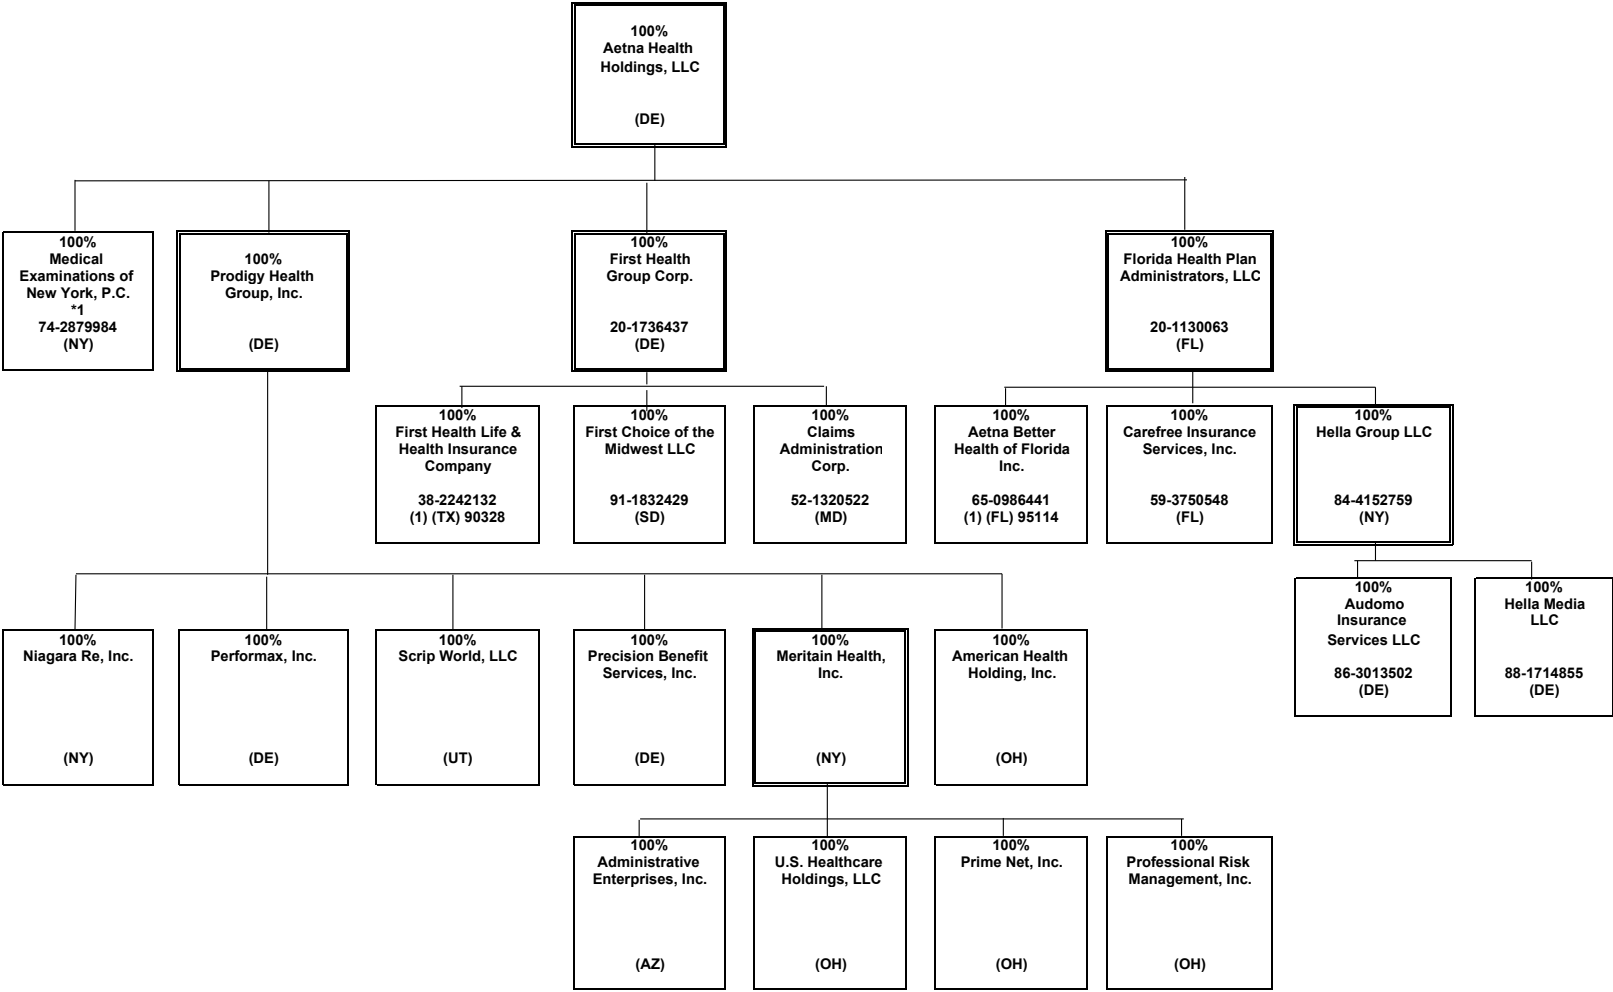 100%
Aetna Health
Holdings, LLC
(DE)
100%
Medical
Examinations of
New York, P.C.
*1
74-2879984
(NY)
100%
Prodigy Health
Group, Inc.
(DE)
100%
First Health
Group Corp.
20-1736437
(DE)
100%
Florida Health Plan
Administrators, LLC
20-1130063
(FL)
100%
First Health Life &
Health Insurance
Company
38-2242132
(1) (TX) 90328
100%
First Choice of the
Midwest LLC
91-1832429
(SD)
100%
Claims
Administration
Corp.
52-1320522
(MD)
100%
Aetna Better
Health of Florida
Inc.
65-0986441
(1) (FL) 95114
100%
Carefree Insurance
Services, Inc.
59-3750548
(FL)
100%
Hella Group LLC
84-4152759
(NY)
100%
Audomo
Insurance
Services LLC
86-3013502
(DE)
100%
Hella Media
LLC
88-1714855
(DE)
100%
Niagara Re, Inc.
(NY)
100%
Performax, Inc.
(DE)
100%
Scrip World, LLC
(UT)
100%
Precision Benefit
Services, Inc.
(DE)
100%
Meritain Health,
Inc.
(NY)
100%
American Health
Holding, Inc.
(OH)
100%
Administrative
Enterprises, Inc.
(AZ)
100%
U.S. Healthcare
Holdings, LLC
(OH)
100%
Prime Net, Inc.
(OH)
100%
Professional Risk
Management, Inc.
(OH)